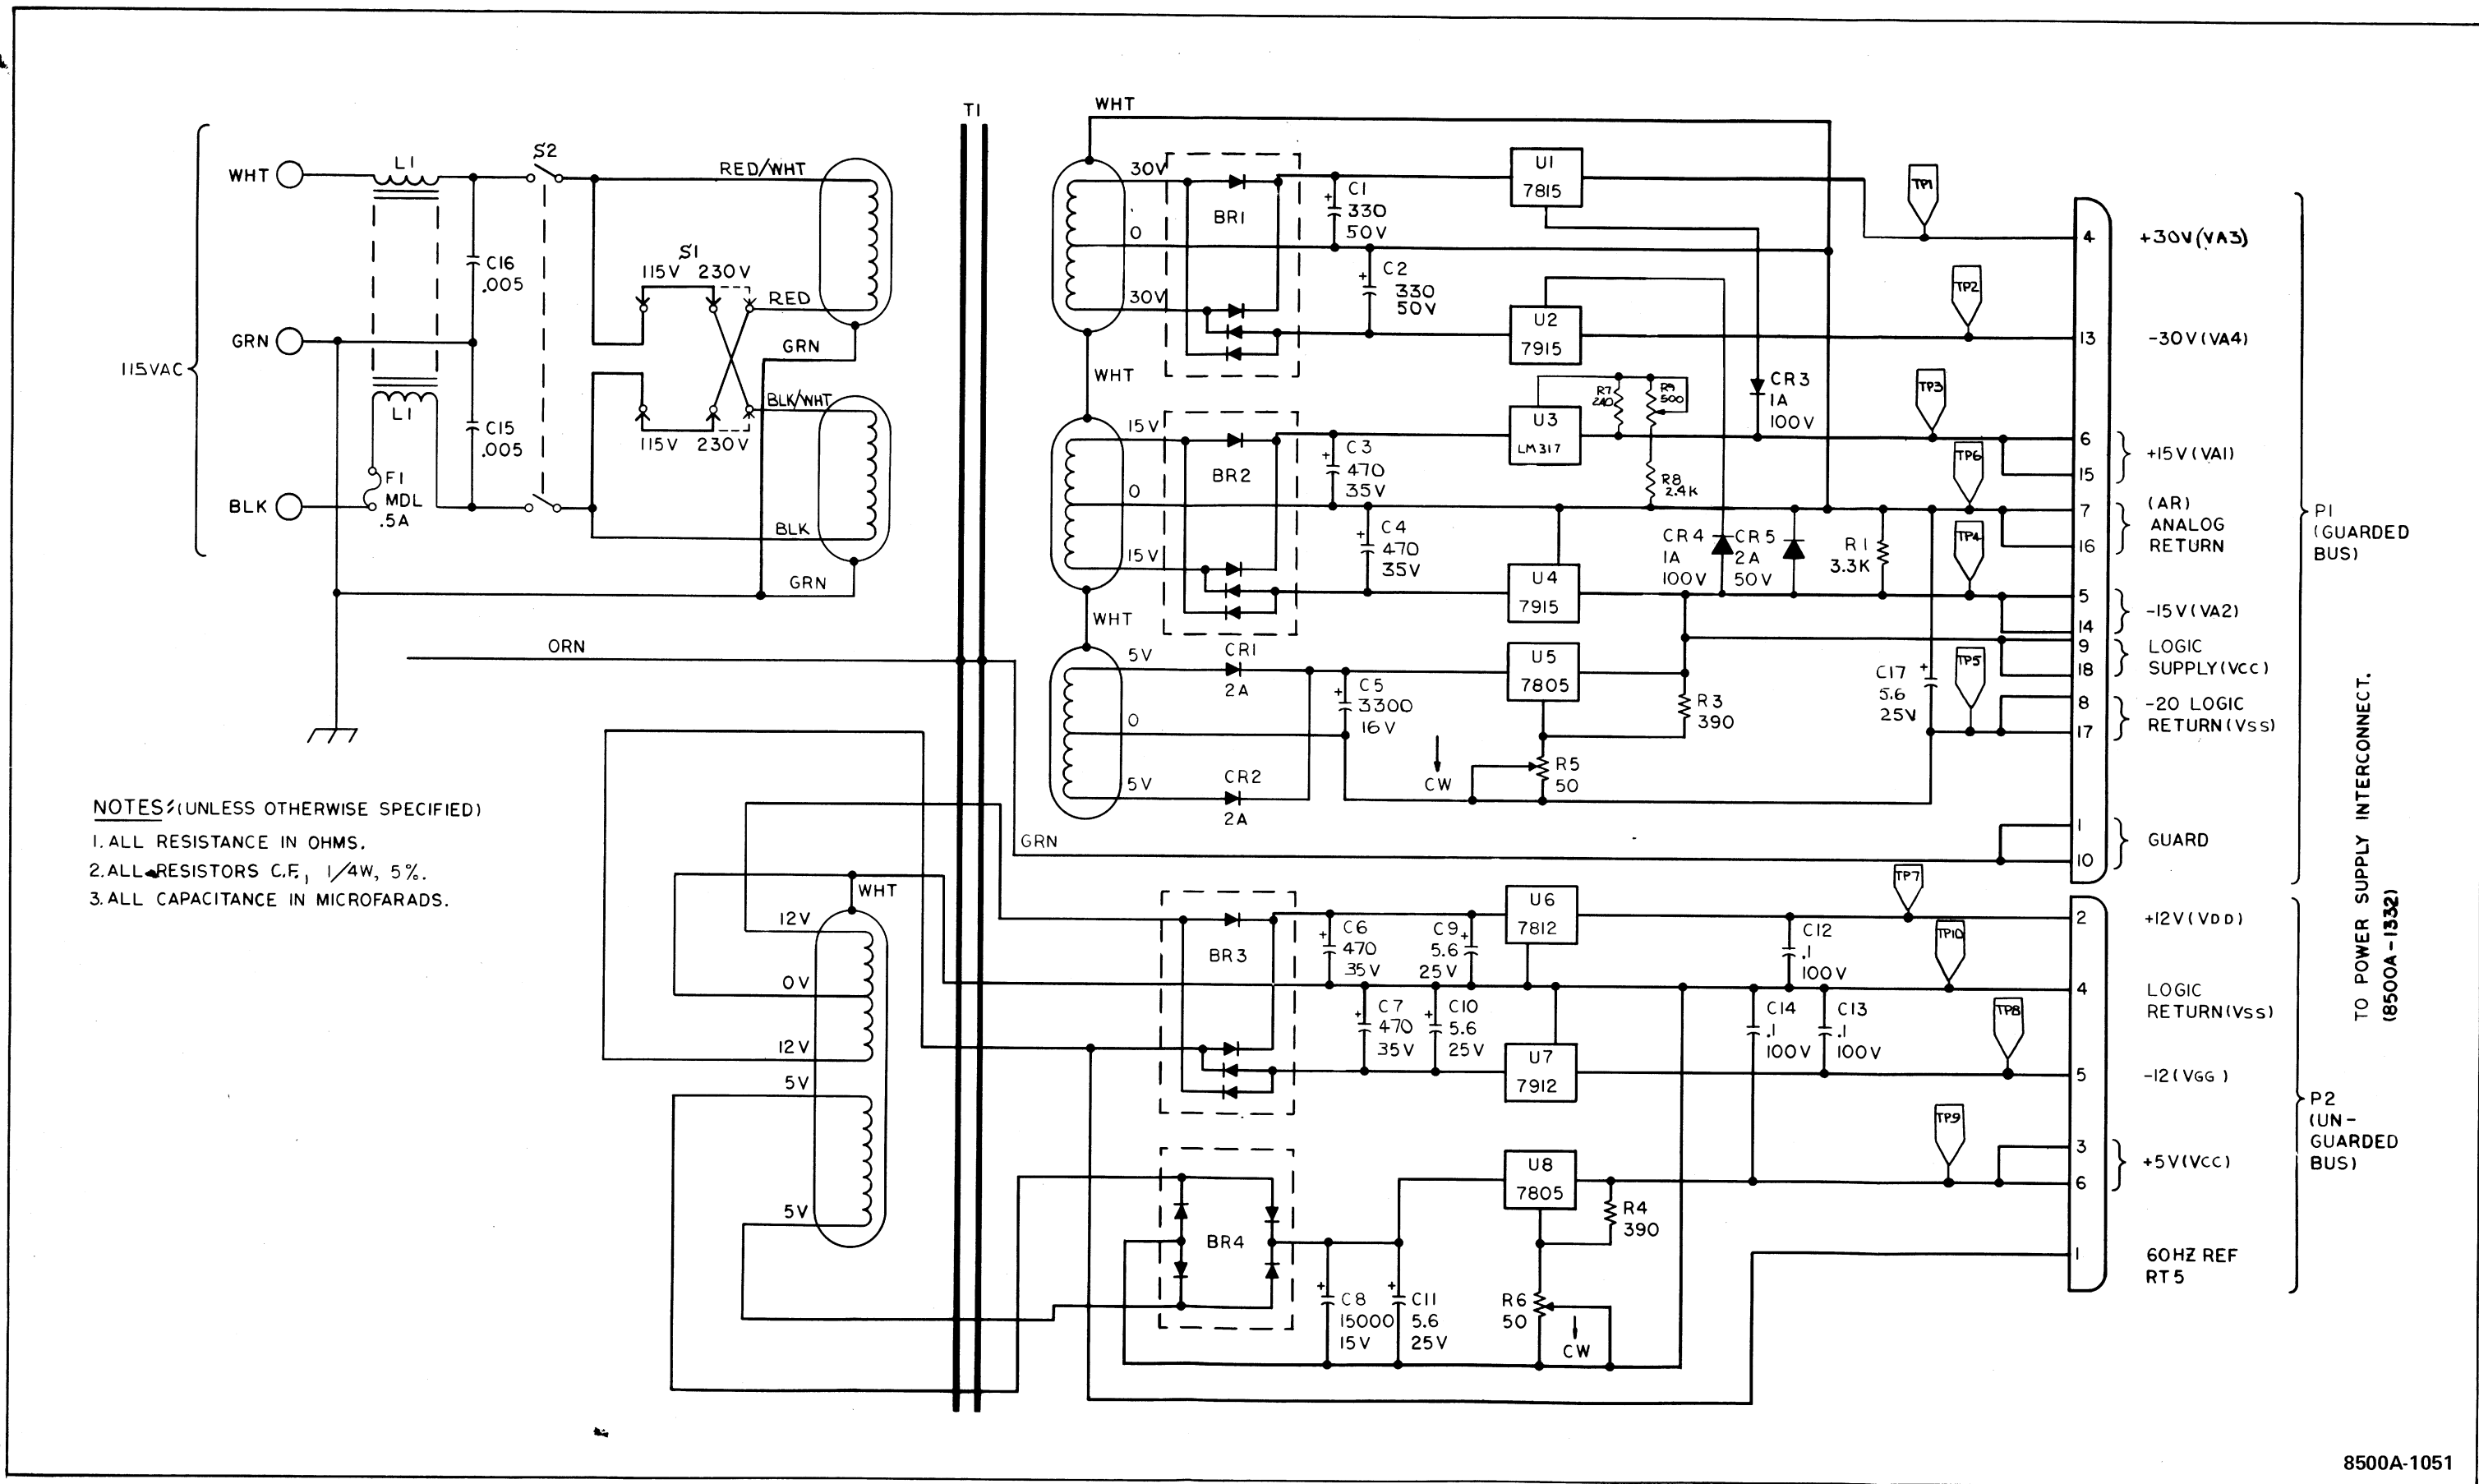 T1
WHT
WHT
L1
S2
RED/WHT
C16
.005
S1
115V 230V
RED
GRN
GRN
115VAC
L1
C15
.005
BLK/WHT
115V 230V
BLK
F1
MDL
.5A
BLK
GRN
ORN
NOTES:(UNLESS OTHERWISE SPECIFIED)
1. ALL RESISTANCE IN OHMS.
2. ALL RESISTORS C.F., 1/4W, 5%.
3. ALL CAPACITANCE IN MICROFARADS.
WHT
12V
0V
12V
5V
5V
30V
0
30V
BR1
C1
330
50V
C2
330
50V
U1
7815
U2
7915
TP1
TP2
WHT
15V
0
15V
BR2
C3
470
35V
C4
470
35V
U3
LM317
R7
240
R9
500
R8
2.4K
CR3
1A
100V
TP3
TP6
U4
7915
CR4
1A
100V
CR5
2A
50V
R1
3.3K
TP4
WHT
5V
0
5V
CR1
2A
CR2
2A
C5
3300
16V
U5
7805
R3
390
CW
R5
50
C17
5.6
25V
TP5
GRN
4
+30V(VA3)
13
-30V(VA4)
6
15
+15V(VA1)
7
16
(AR)
ANALOG
RETURN
5
14
-15V(VA2)
9
18
LOGIC
SUPPLY(VCC)
8
17
-20 LOGIC
RETURN(VSS)
1
10
GUARD
P1
(GUARDED
BUS)
BR3
C6
470
35V
C9
5.6
25V
C7
470
35V
C10
5.6
25V
U6
7812
U7
7912
C12
.1
100V
C14
.1
100V
C13
.1
100V
TP7
TP10
TP8
BR4
C8
15000
15V
C11
5.6
25V
U8
7805
R4
390
R6
50
CW
TP9
2
+12V(VDD)
4
LOGIC
RETURN(VSS)
5
-12(VGG)
3
6
+5V(VCC)
1
60HZ REF
RT5
P2
(UN-
GUARDED
BUS)
TO POWER SUPPLY INTERCONNECT.
(8500A-1332)
8500A-1051